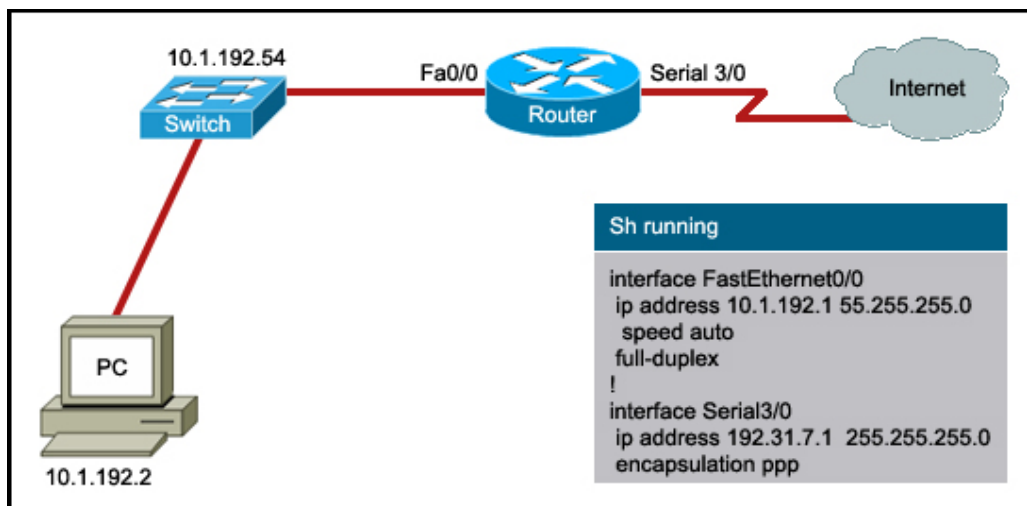 10.1.192.54
Fa0/0
Serial 3/0
Internet
Switch
Router
PC
10.1.192.2
Sh running
interface FastEthernet0/0
ip address 10.1.192.1 55.255.255.0
speed auto
full-duplex
!
interface Serial3/0
ip address 192.31.7.1 255.255.255.0
encapsulation ppp